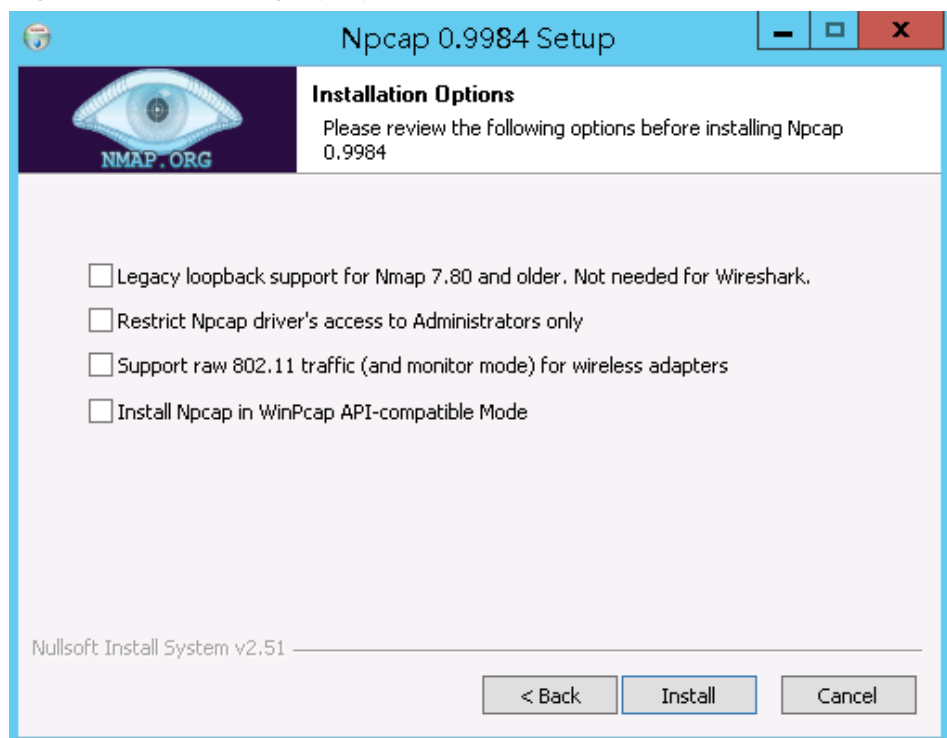 Npcap 0.9984 Setup
NMAP.ORG
Installation Options
Please review the following options before installing Npcap
0.9984
Legacy loopback support for Nmap 7.80 and older. Not needed for Wireshark.
Restrict Npcap driver's access to Administrators only
Support raw 802.11 traffic (and monitor mode) for wireless adapters
Install Npcap in WinPcap API-compatible Mode
Nullsoft Install System v2.51
< Back
Install
Cancel